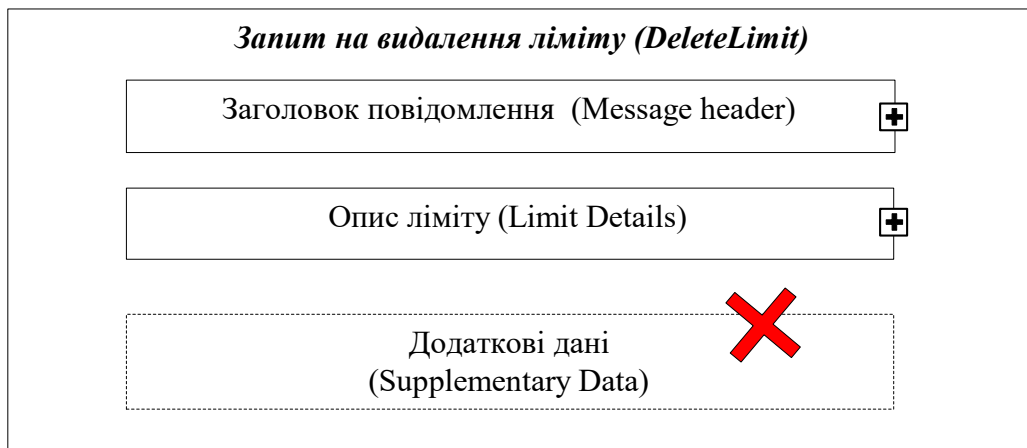 Запит на видалення ліміту (DeleteLimit)
Заголовок повідомлення (Message header)
Опис ліміту (Limit Details)
Додаткові дані
(Supplementary Data)